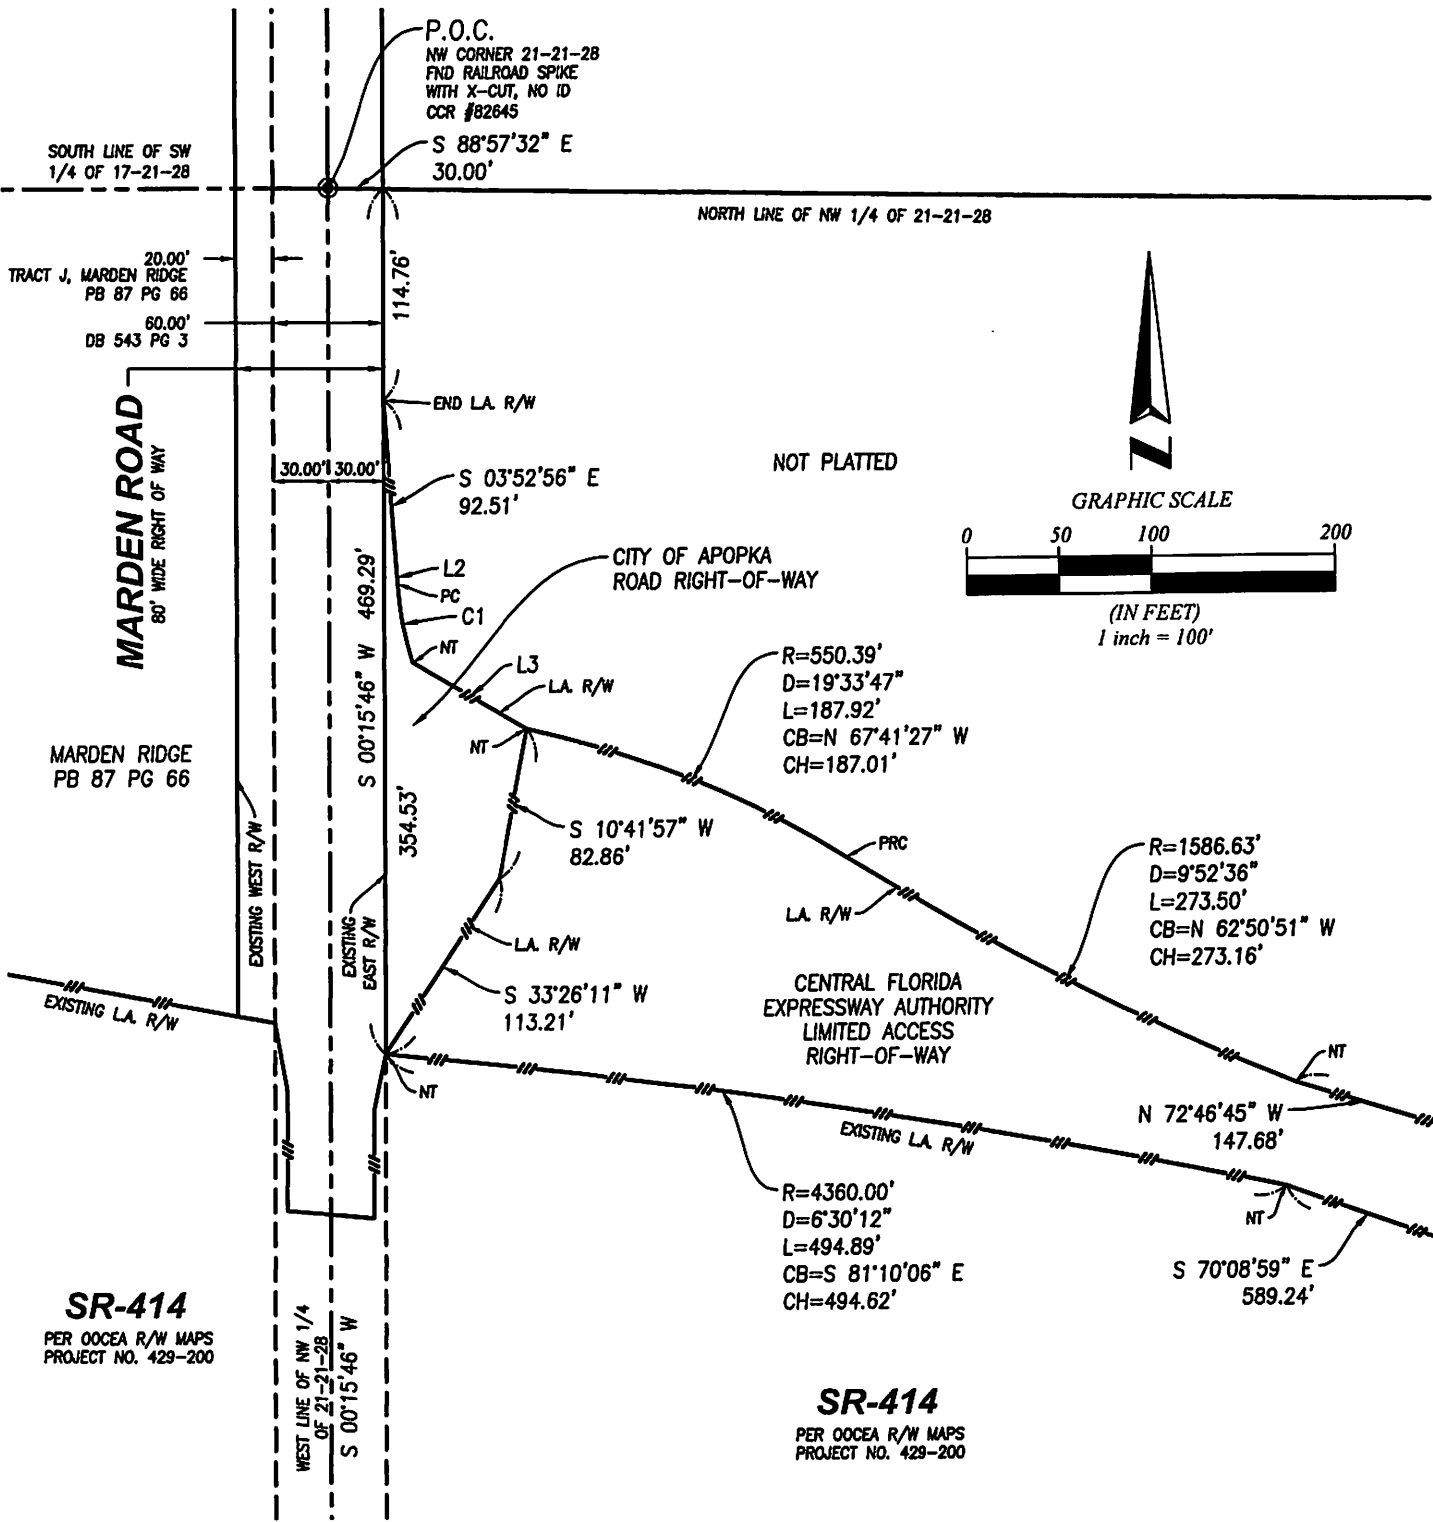 P.O.C.
NW CORNER 21-21-28
FND RAILROAD SPIKE
WITH X-CUT, NO ID
CCR #82645
S 88°57'32" E
30.00'
SOUTH LINE OF SW
1/4 OF 17-21-28
NORTH LINE OF NW 1/4 OF 21-21-28
20.00'
TRACT J, MARDEN RIDGE
PB 87 PG 66
60.00'
DB 543 PG 3
114.76'
MARDEN ROAD
80' WIDE RIGHT OF WAY
END L.A. R/W
30.00'
30.00'
S 03°52'56" E
92.51'
NOT PLATTED
GRAPHIC SCALE
0 50 100 200
(IN FEET)
1 inch = 100'
L2
PC
C1
NT
CITY OF APOPKA
ROAD RIGHT-OF-WAY
S 00°15'46" W 469.29'
L3
L.A. R/W
NT
R=550.39'
D=19°33'47"
L=187.92'
CB=N 67°41'27" W
CH=187.01'
MARDEN RIDGE
PB 87 PG 66
354.53'
S 10°41'57" W
82.86'
PRC
L.A. R/W
R=1586.63'
D=9°52'36"
L=273.50'
CB=N 62°50'51" W
CH=273.16'
EXISTING WEST R/W
EXISTING
EAST R/W
L.A. R/W
S 33°26'11" W
113.21'
CENTRAL FLORIDA
EXPRESSWAY AUTHORITY
LIMITED ACCESS
RIGHT-OF-WAY
EXISTING L.A. R/W
NT
NT
N 72°46'45" W
147.68'
EXISTING L.A. R/W
R=4360.00'
D=6°30'12"
L=494.89'
CB=S 81°10'06" E
CH=494.62'
NT
S 70°08'59" E
589.24'
SR-414
PER OOCEA R/W MAPS
PROJECT NO. 429-200
WEST LINE OF NW 1/4
OF 21-21-28
S 00°15'46" W
SR-414
PER OOCEA R/W MAPS
PROJECT NO. 429-200
N